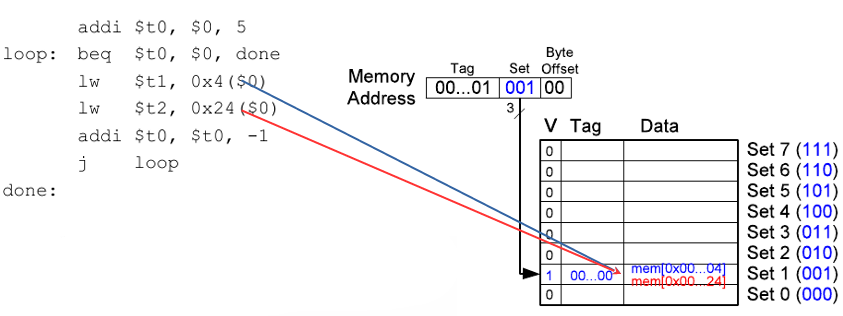 addi $t0, $0, 5
loop: beq $t0, $0, done
lw $t1, 0x4($0)
lw $t2, 0x24($0)
addi $t0, $t0, -1
j loop
done:
Byte
Tag Set Offset
Memory
Address
00...01 001 00
3
V Tag Data
0 Set 7 (111)
0 Set 6 (110)
0 Set 5 (101)
0 Set 4 (100)
0 Set 3 (011)
0 Set 2 (010)
1 00...00 mem[0x00...04] Set 1 (001)
mem[0x00...24]
0 Set 0 (000)